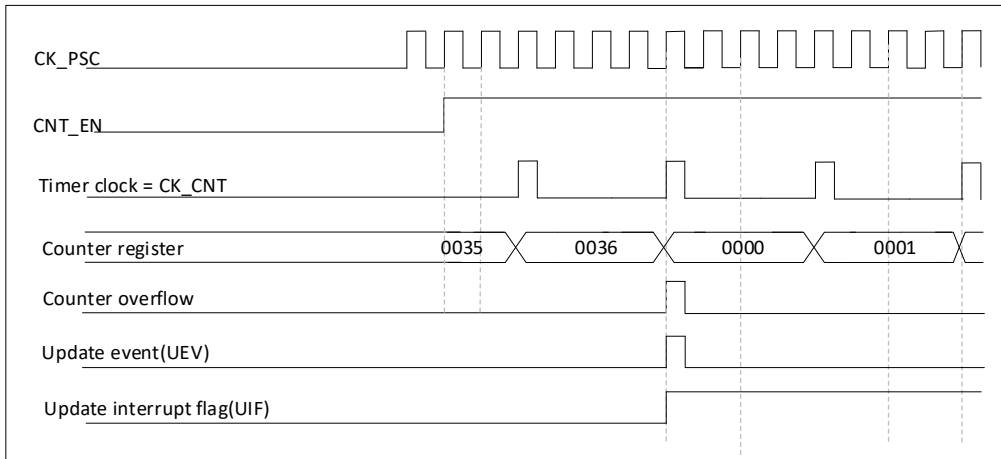 CK_PSC
CNT_EN
Timer clock = CK_CNT
Counter register 0035 0036 0000 0001
Counter overflow
Update event(UEV)
Update interrupt flag(UIF)